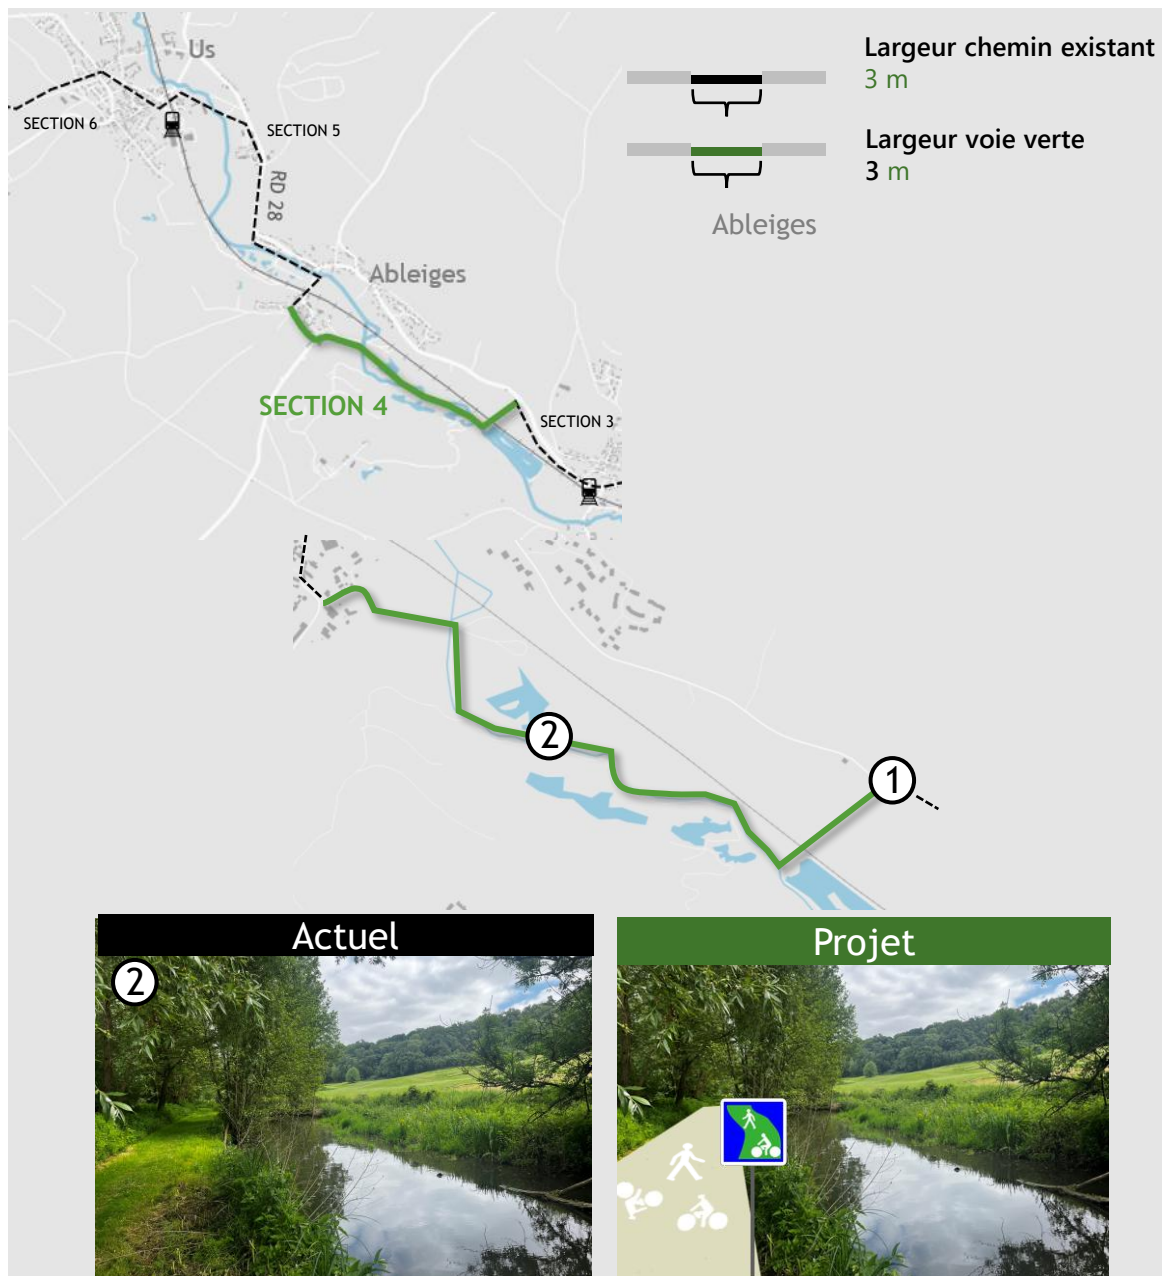 Us
SECTION 6
SECTION 5
RD 28
Ableiges
SECTION 4
SECTION 3
Largeur chemin existant
3 m
Largeur voie verte
3 m
Ableiges
2
1
Actuel
2
Projet